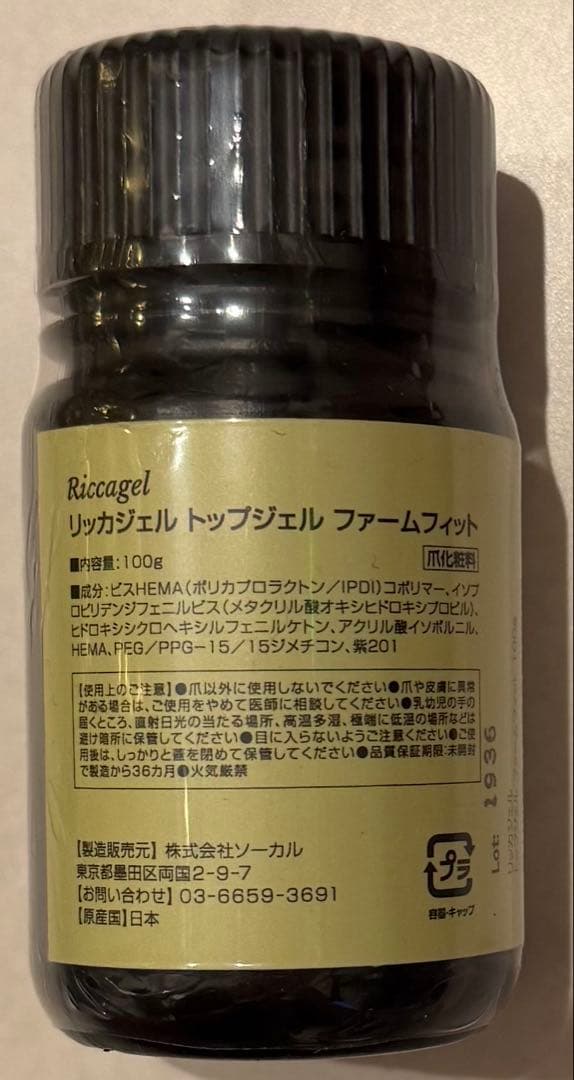 Riccagel
リッカジェル トップジェル ファームフィット
■内容量:100g
爪化粧料
■成分:ビスHEMA(ポリカプロラクトン/IPDI)コポリマー、イソプ
ロピリデンジフェニルビス(メタクリル酸オキシヒドロキシプロピル)、
ヒドロキシシクロヘキシルフェニルケトン、アクリル酸イソボルニル、
HEMA、PEG/PPG-15/15ジメチコン、紫201
【使用上のご注意】●爪以外に使用しないでください●爪や皮膚に異常
がある場合は、ご使用をやめて医師に相談してください●乳幼児の手の
届くところ、直射日光の当たる場所、高温多湿、極端に低温の場所などは
避け暗所に保管してください●目に入らないようご注意ください●ご使
用後は、しっかりと蓋を閉めて保管してください●品質保証期限:未開封
で製造から36カ月●火気厳禁
【製造販売元】株式会社ソーカル
東京都墨田区両国2-9-7
【お問い合わせ】03-6659-3691
【原産国】日本
プラ
容器・キャップ
Lot: 1936